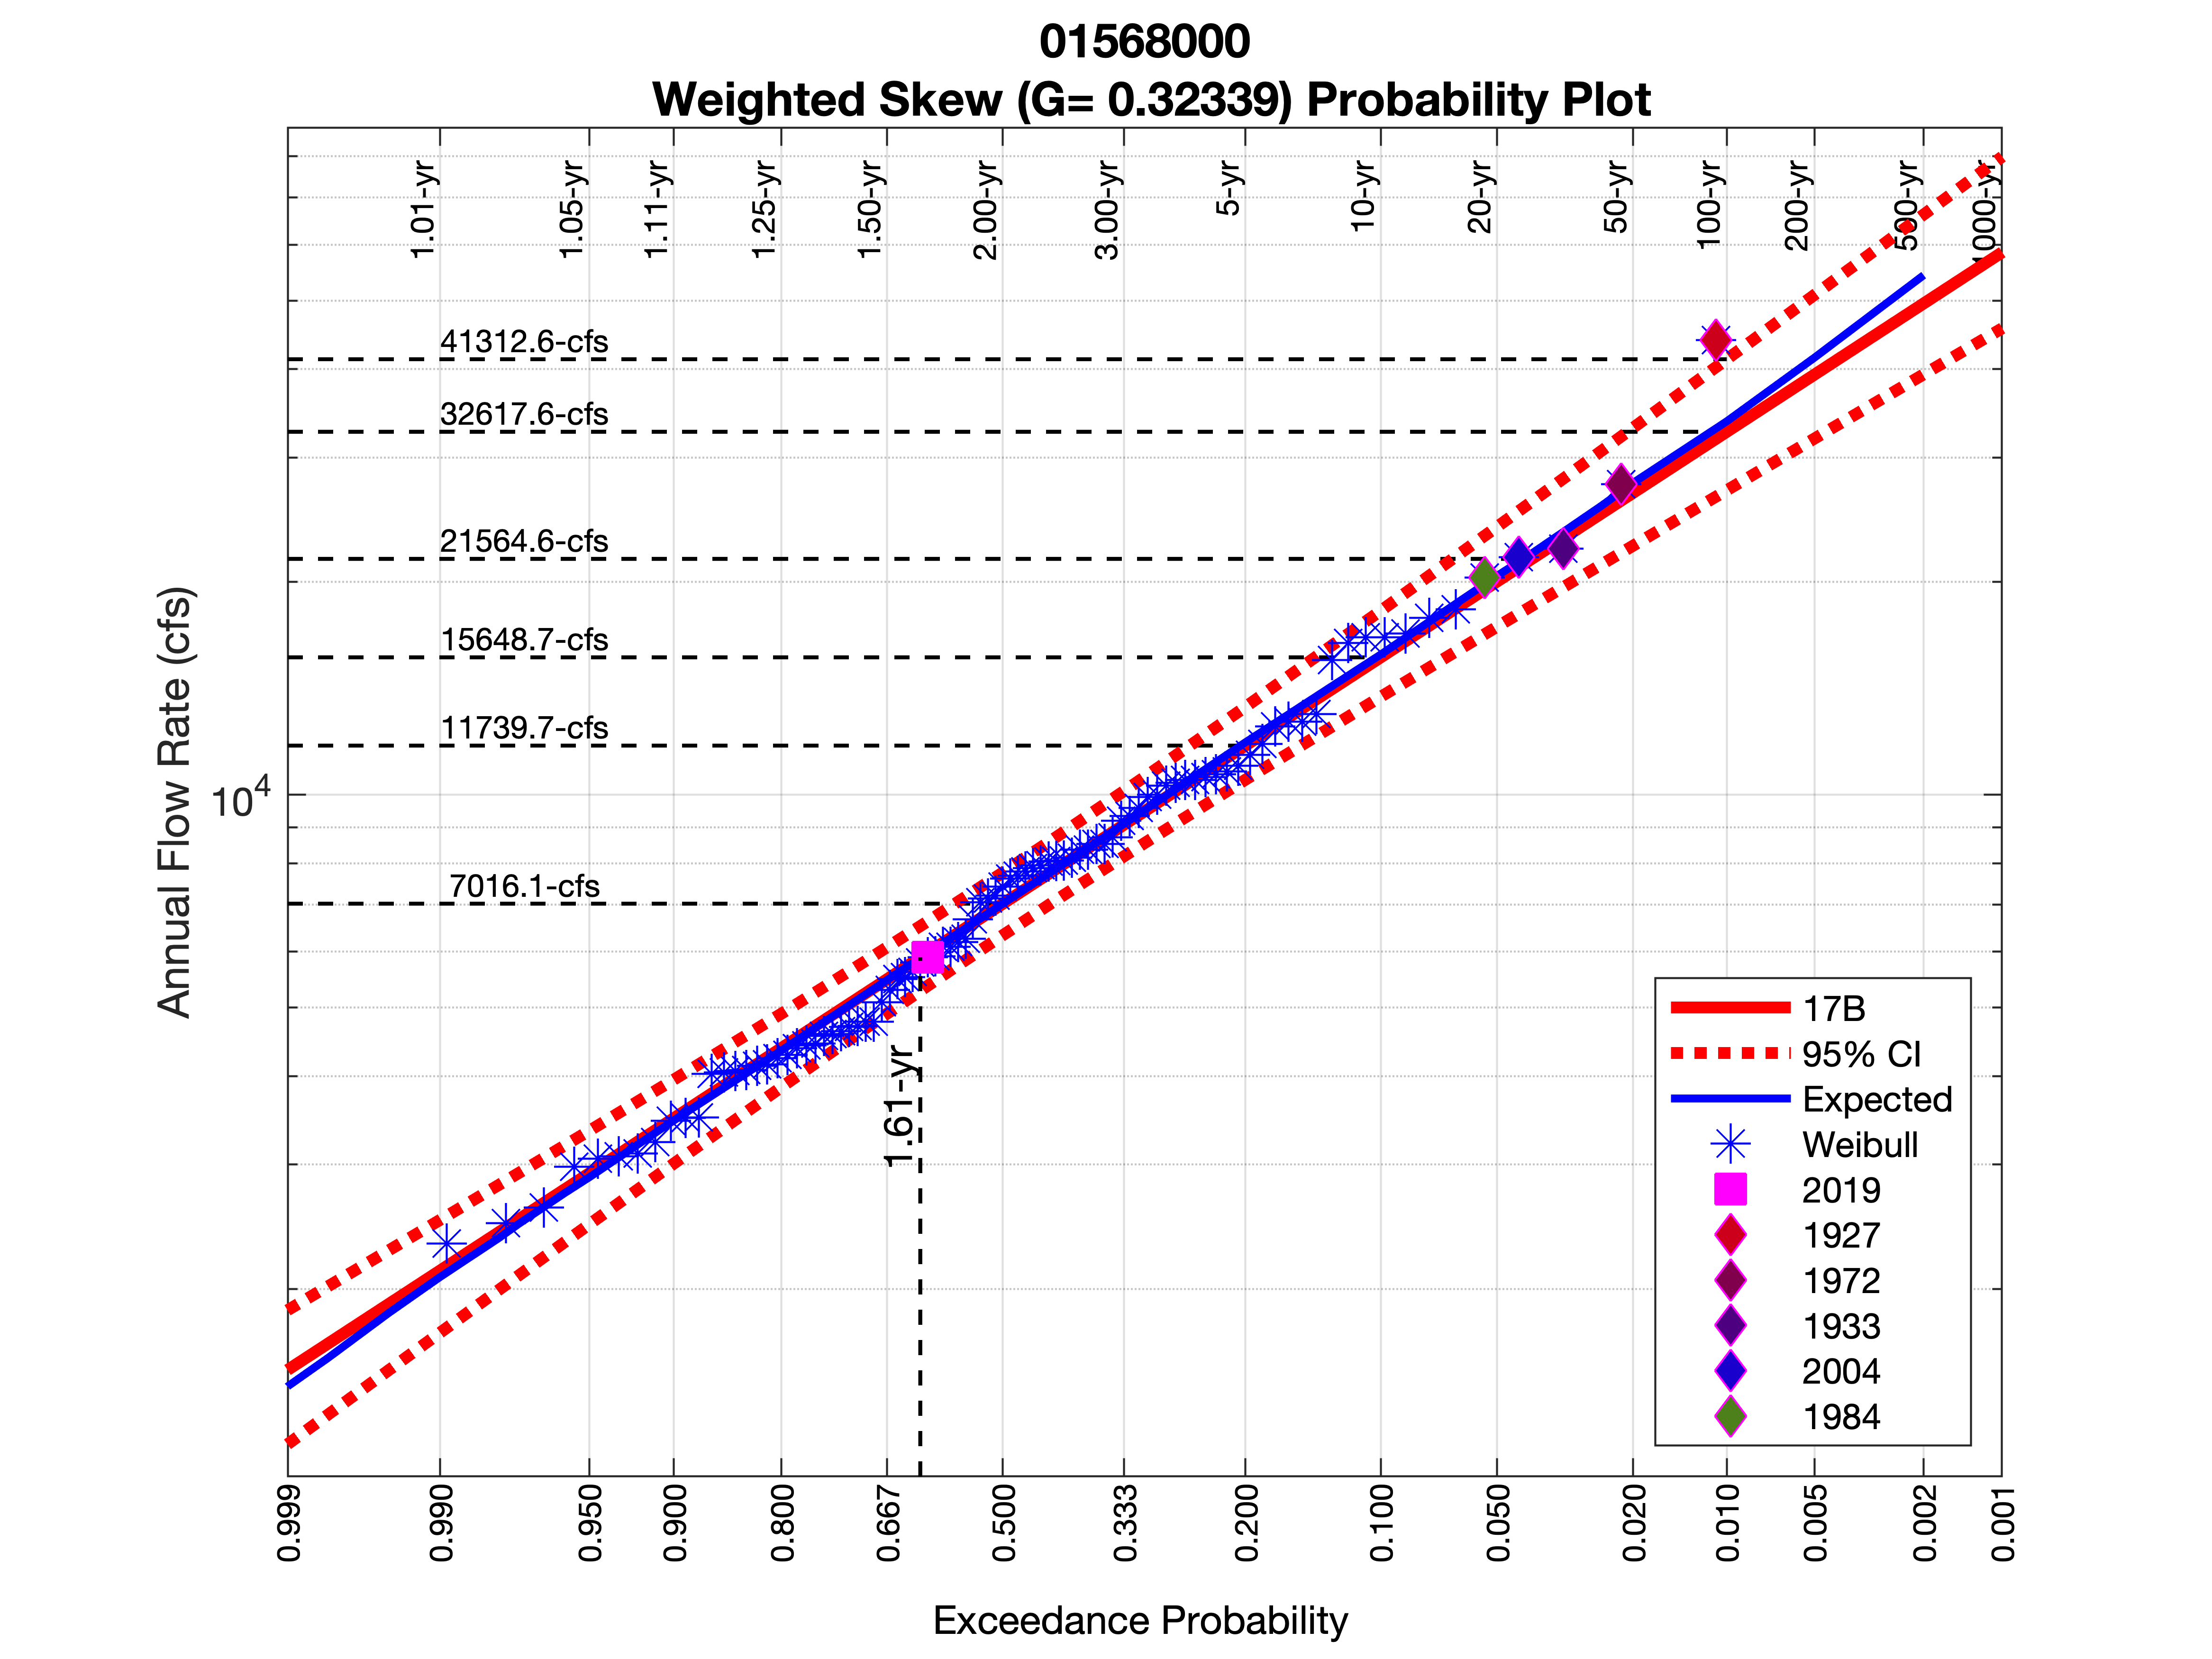 01568000
Weighted Skew (G= 0.32339) Probability Plot
1.01-yr
1.05-yr
1.11-yr
1.25-yr
1.50-yr
2.00-yr
3.00-yr
5-yr
10-yr
20-yr
50-yr
100-yr
200-yr
500-yr
1000-yr
41312.6-cfs
32617.6-cfs
21564.6-cfs
15648.7-cfs
11739.7-cfs
7016.1-cfs
1.61-yr
Annual Flow Rate (cfs)
10^4
17B
95% CI
Expected
Weibull
2019
1927
1972
1933
2004
1984
0.999
0.990
0.950
0.900
0.800
0.667
0.500
0.333
0.200
0.100
0.050
0.020
0.010
0.005
0.002
0.001
Exceedance Probability